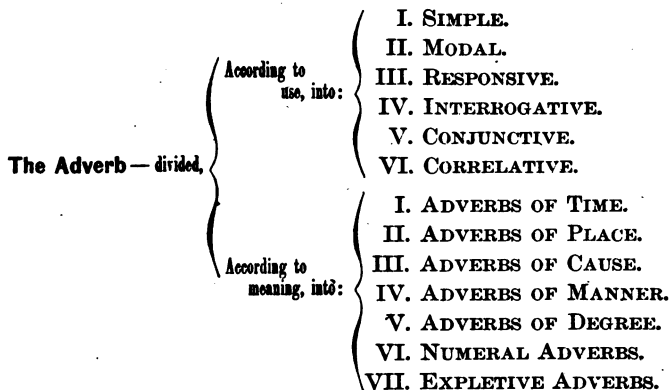 The Adverb — divided,
According to
use, into:
I. SIMPLE.
II. MODAL.
III. RESPONSIVE.
IV. INTERROGATIVE.
V. CONJUNCTIVE.
VI. CORRELATIVE.
According to
meaning, into:
I. ADVERBS OF TIME.
II. ADVERBS OF PLACE.
III. ADVERBS OF CAUSE.
IV. ADVERBS OF MANNER.
V. ADVERBS OF DEGREE.
VI. NUMERAL ADVERBS.
VII. EXPLETIVE ADVERBS.